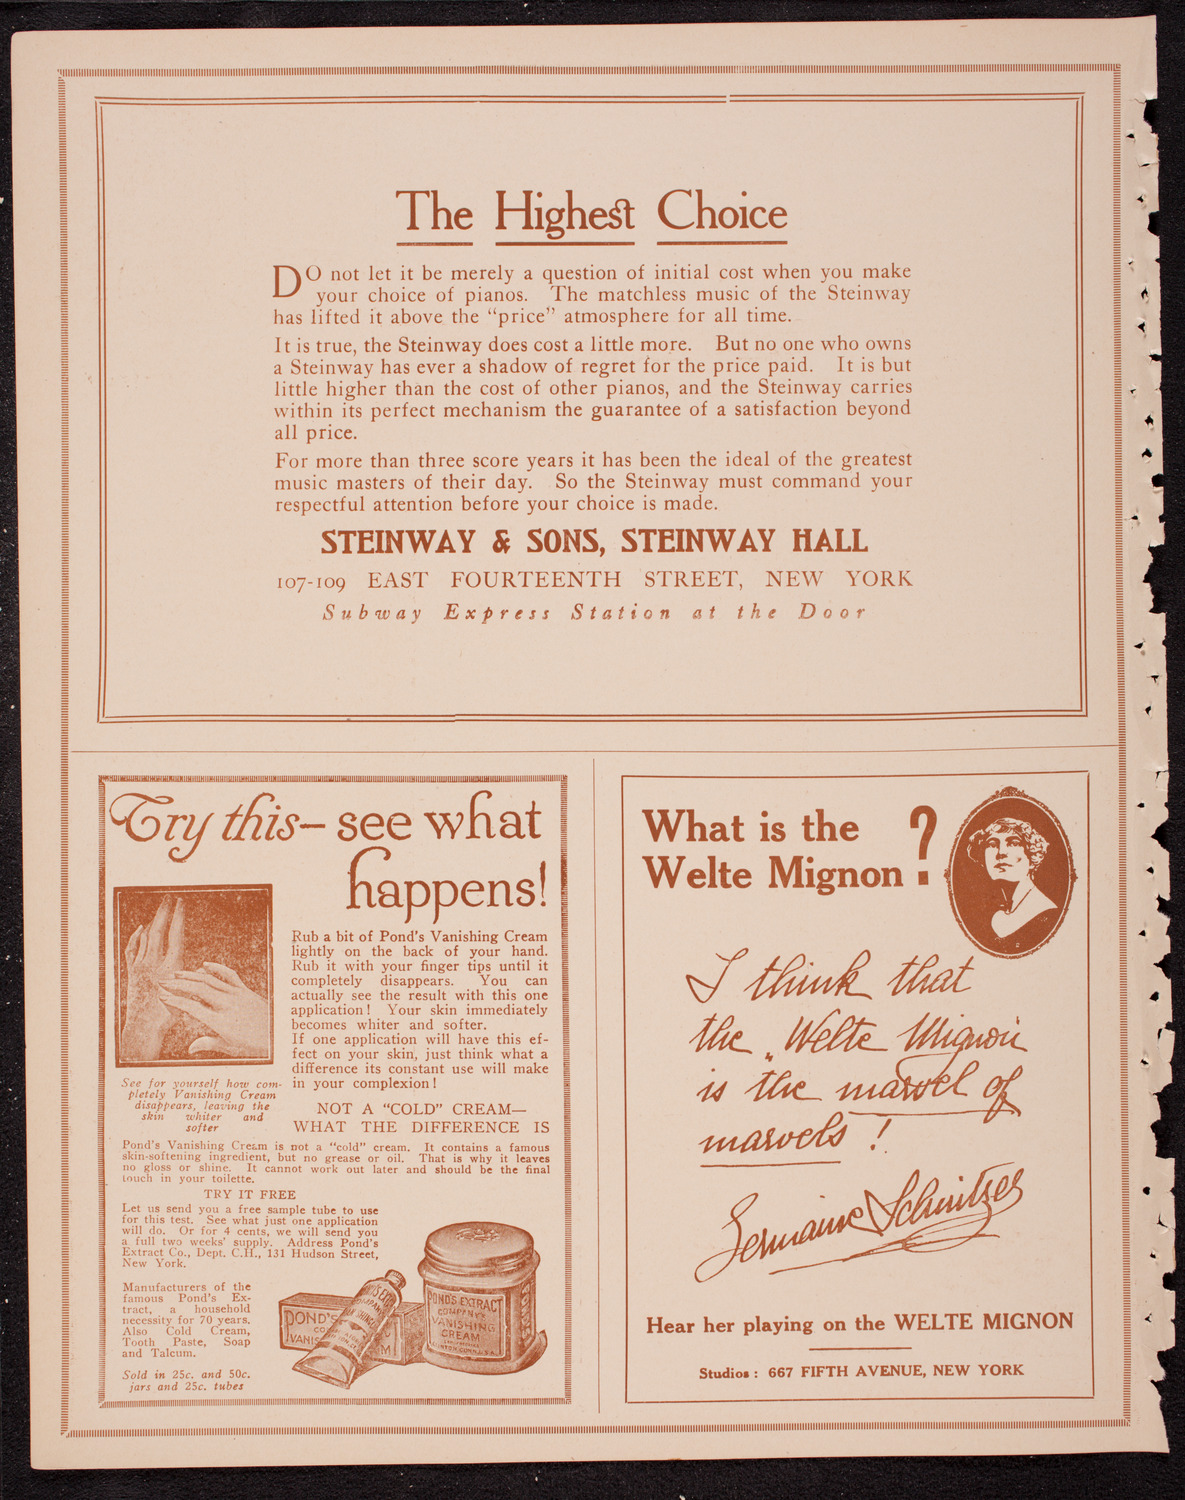 The Highest Choice
DO not let it be merely a question of initial cost when you make
your choice of pianos. The matchless music of the Steinway
has lifted it above the "price" atmosphere for all time.
It is true, the Steinway does cost a little more. But no one who owns
a Steinway has ever a shadow of regret for the price paid. It is but
little higher than the cost of other pianos, and the Steinway carries
within its perfect mechanism the guarantee of a satisfaction beyond
all price.
For more than three score years it has been the ideal of the greatest
music masters of their day. So the Steinway must command your
respectful attention before your choice is made.
STEINWAY & SONS, STEINWAY HALL
107-109 EAST FOURTEENTH STREET, NEW YORK
Subway Express Station at the Door
Try this—see what
happens!
Rub a bit of Pond's Vanishing Cream
lightly on the back of your hand.
Rub it with your finger tips until it
completely disappears. You can
actually see the result with this one
application! Your skin immediately
becomes whiter and softer.
If one application will have this ef-
fect on your skin, just think what a
difference its constant use will make
in your complexion!
See for yourself how com-
pletely Vanishing Cream
disappears, leaving the
skin whiter and
softer
NOT A "COLD" CREAM—
WHAT THE DIFFERENCE IS
Pond's Vanishing Cream is not a "cold" cream. It contains a famous
skin-softening ingredient, but no grease or oil. That is why it leaves
no gloss or shine. It cannot work out later and should be the final
touch in your toilette.
TRY IT FREE
Let us send you a free sample tube to use
for this test. See what just one application
will do. Or for 4 cents, we will send you
a full two weeks' supply. Address Pond's
Extract Co., Dept. C.H., 131 Hudson Street,
New York.
Manufacturers of the
famous Pond's Ex-
tract, a household
necessity for 70 years.
Also Cold Cream,
Tooth Paste, Soap
and Talcum.
Sold in 25c. and 50c.
jars and 25c. tubes
POND'S
CO
VANIS
M
POND'S EXTRACT
COMPANY'S
VANISHING
CREAM
What is the
Welte Mignon?
I think that
the Welte Mignon
is the marvel of
marvels!
Germaine Schnitzer
Hear her playing on the WELTE MIGNON
Studios: 667 FIFTH AVENUE, NEW YORK